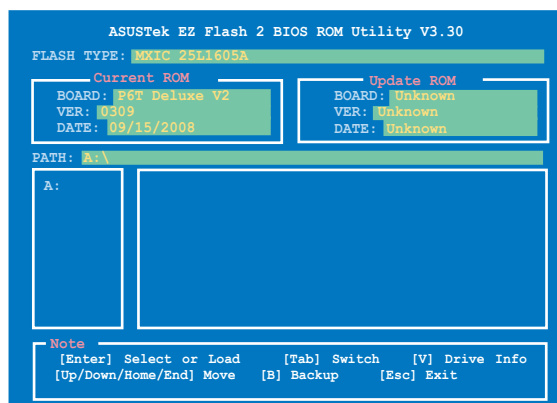 ASUSTek EZ Flash 2 BIOS ROM Utility V3.30
FLASH TYPE: MXIC 25L1605A
Current ROM
BOARD: P6T Deluxe V2
VER: 0309
DATE: 09/15/2008
Update ROM
BOARD: Unknown
VER: Unknown
DATE: Unknown
PATH: A:\
A:
Note
[Enter] Select or Load [Tab] Switch [V] Drive Info
[Up/Down/Home/End] Move [B] Backup [Esc] Exit